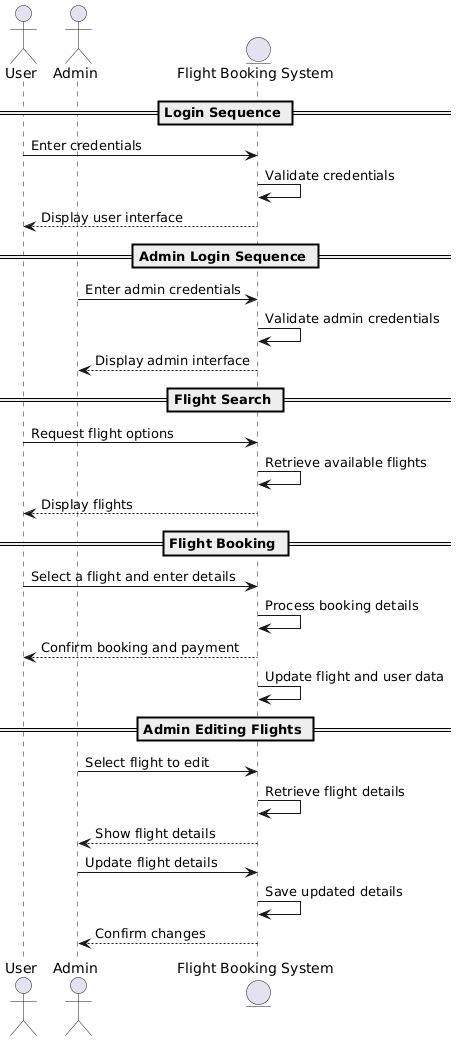 User Admin Flight Booking System
Login Sequence
Enter credentials
Validate credentials
Display user interface
Admin Login Sequence
Enter admin credentials
Validate admin credentials
Display admin interface
Flight Search
Request flight options
Retrieve available flights
Display flights
Flight Booking
Select a flight and enter details
Process booking details
Confirm booking and payment
Update flight and user data
Admin Editing Flights
Select flight to edit
Retrieve flight details
Show flight details
Update flight details
Save updated details
Confirm changes
User Admin Flight Booking System